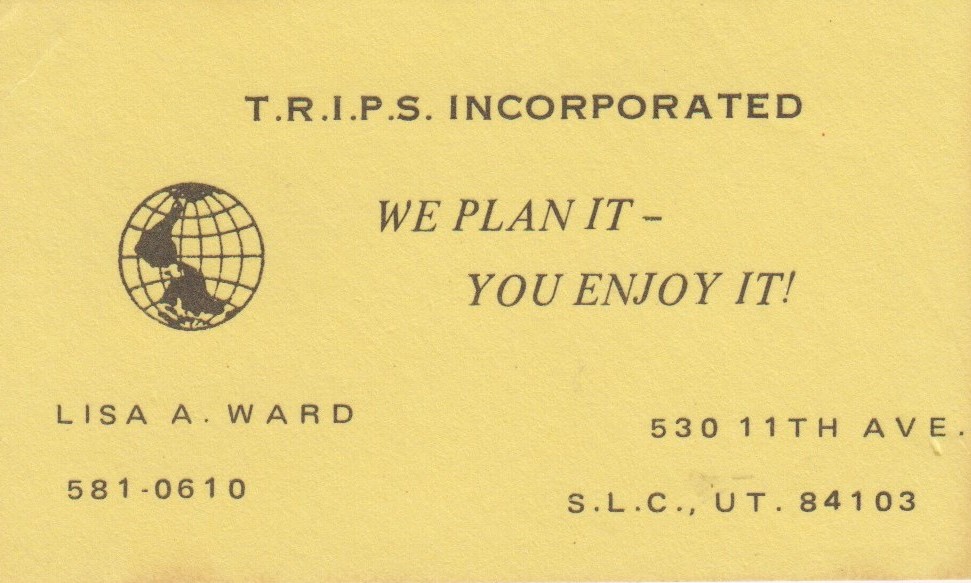 T.R.I.P.S. INCORPORATED
WE PLAN IT –
YOU ENJOY IT!
LISA A. WARD
581-0610
530 11TH AVE.
S.L.C., UT. 84103